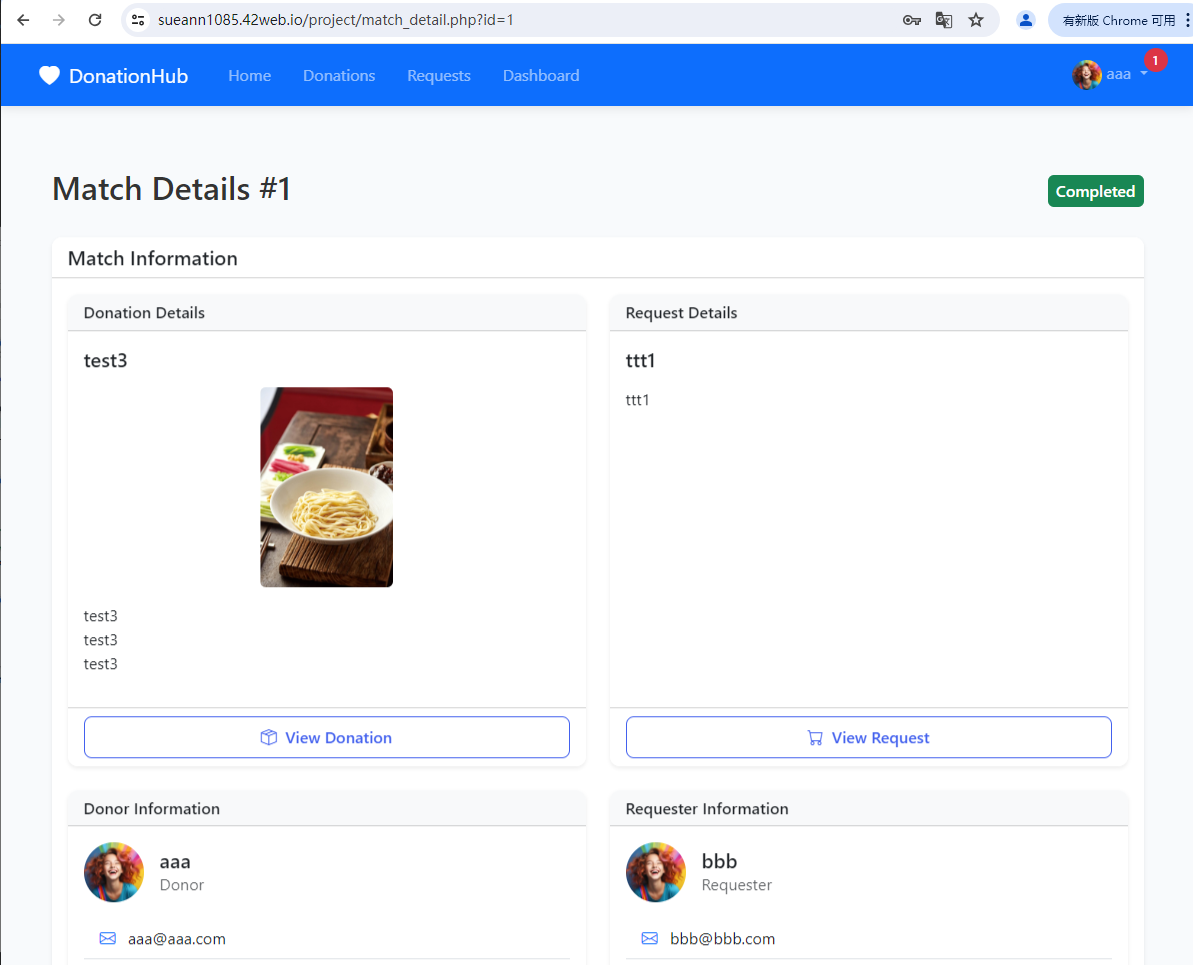 sueann1085.42web.io/project/match_detail.php?id=1
有新版 Chrome 可用
DonationHub
Home
Donations
Requests
Dashboard
aaa
1
Match Details #1
Completed
Match Information
Donation Details
test3
test3
test3
test3
View Donation
Request Details
ttt1
ttt1
View Request
Donor Information
aaa
Donor
aaa@aaa.com
Requester Information
bbb
Requester
bbb@bbb.com